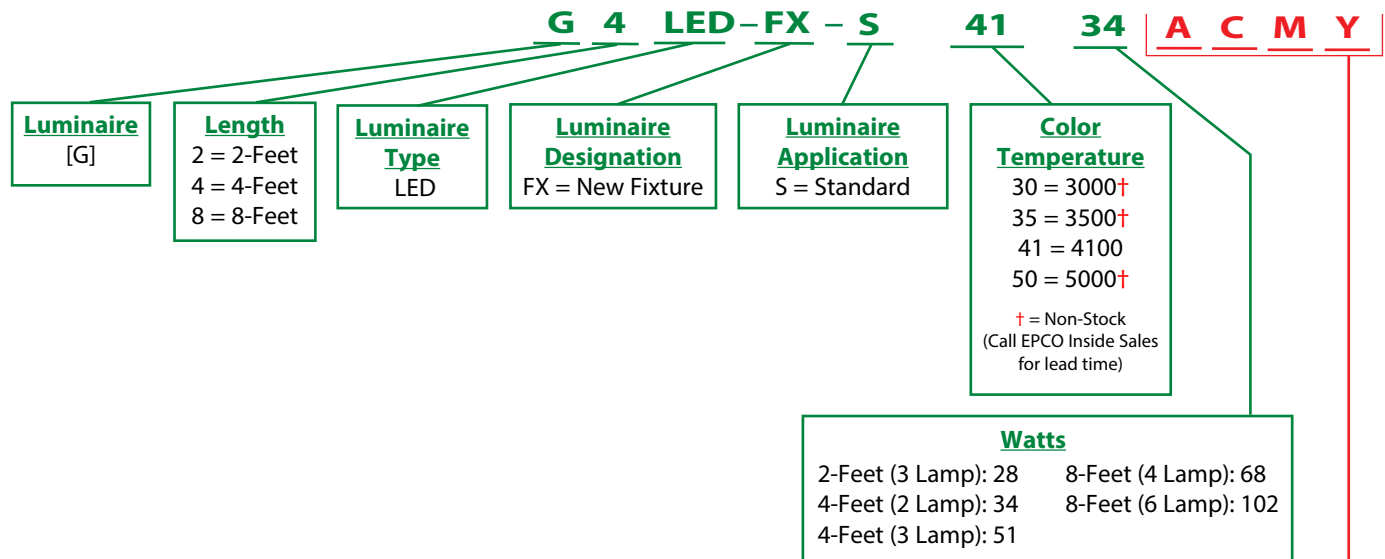 G 4 LED – FX – S 41 34 A C M Y
Luminaire
[G]
Length
2 = 2-Feet
4 = 4-Feet
8 = 8-Feet
Luminaire
Type
LED
Luminaire
Designation
FX = New Fixture
Luminaire
Application
S = Standard
Color
Temperature
30 = 3000†
35 = 3500†
41 = 4100
50 = 5000†
† = Non-Stock
(Call EPCO Inside Sales
for lead time)
Watts
2-Feet (3 Lamp): 28
4-Feet (2 Lamp): 34
4-Feet (3 Lamp): 51
8-Feet (4 Lamp): 68
8-Feet (6 Lamp): 102